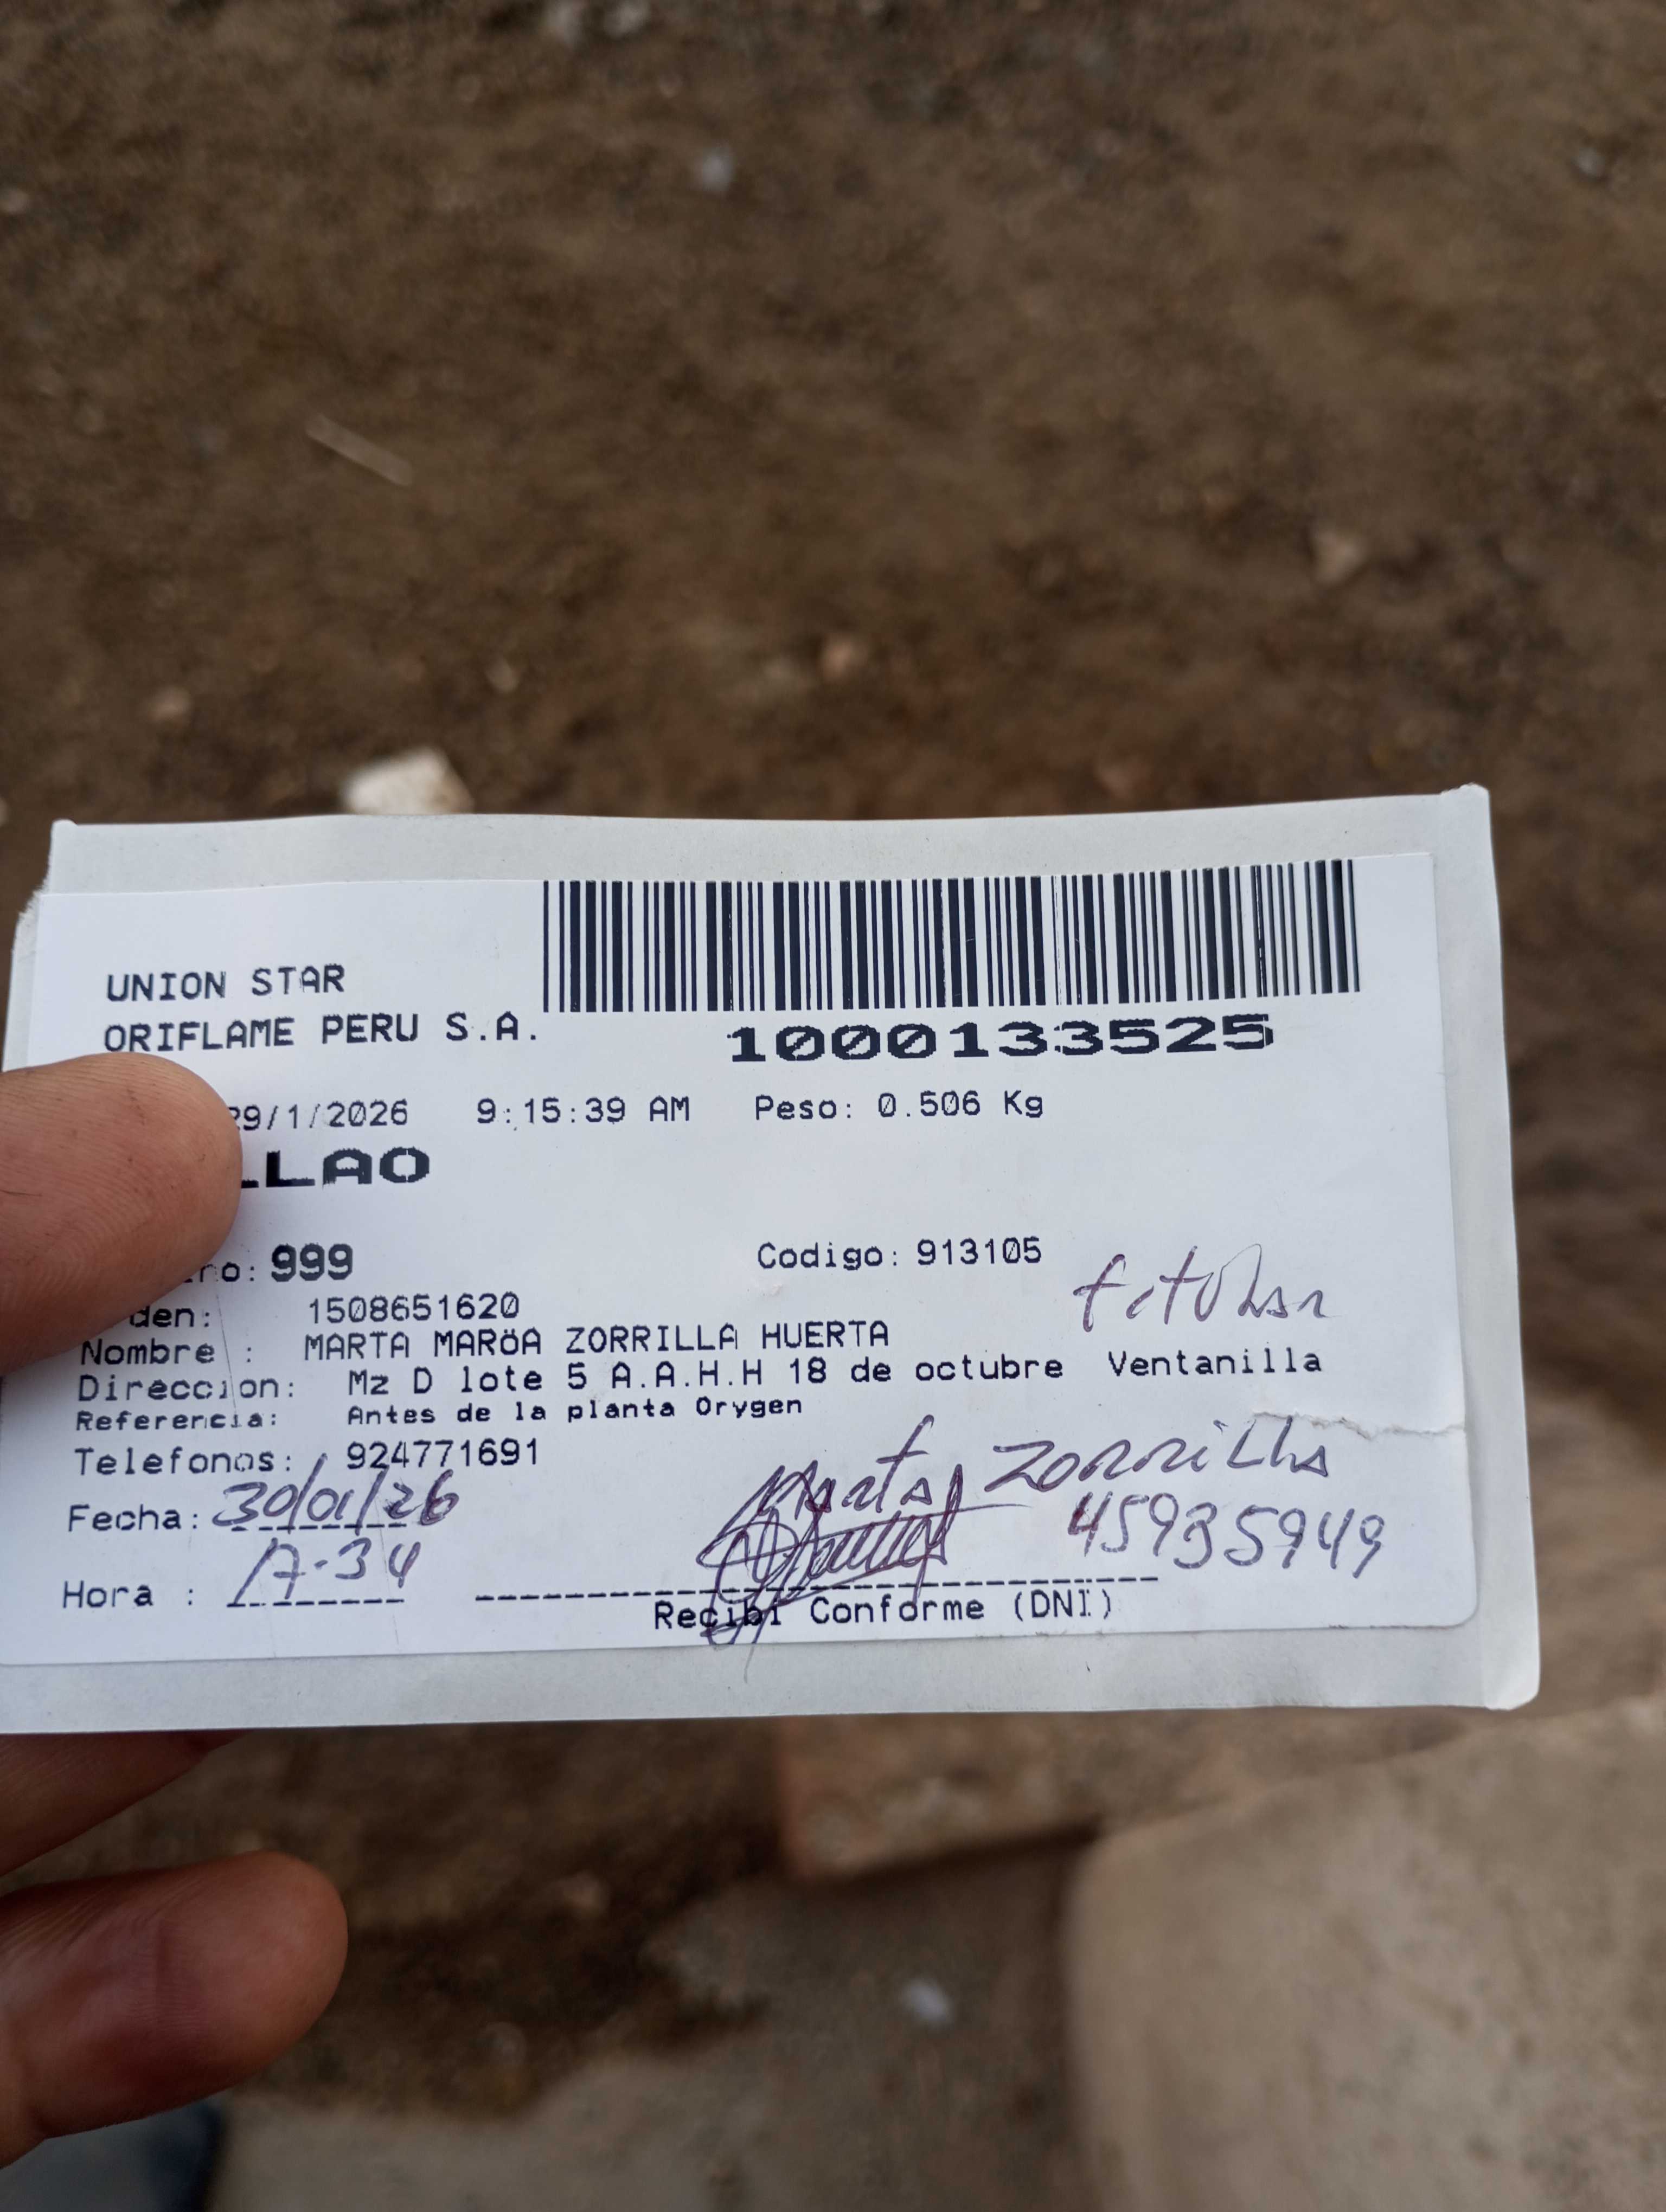 UNION STAR
ORIFLAME PERU S.A.
1000133525
29/1/2026 9:15:39 AM Peso: 0.506 Kg
LLAO
ro: 999 Codigo: 913105
den: 1508651620
Nombre : MARTA MARÖA ZORRILLA HUERTA
Direccion: Mz D lote 5 A.A.H.H 18 de octubre Ventanilla
Referencia: Antes de la planta Orygen
Telefonos: 924771691
Marta Zorrilla
Fecha: 30/01/26 45935949
Hora :
Recibi Conforme (DNI)